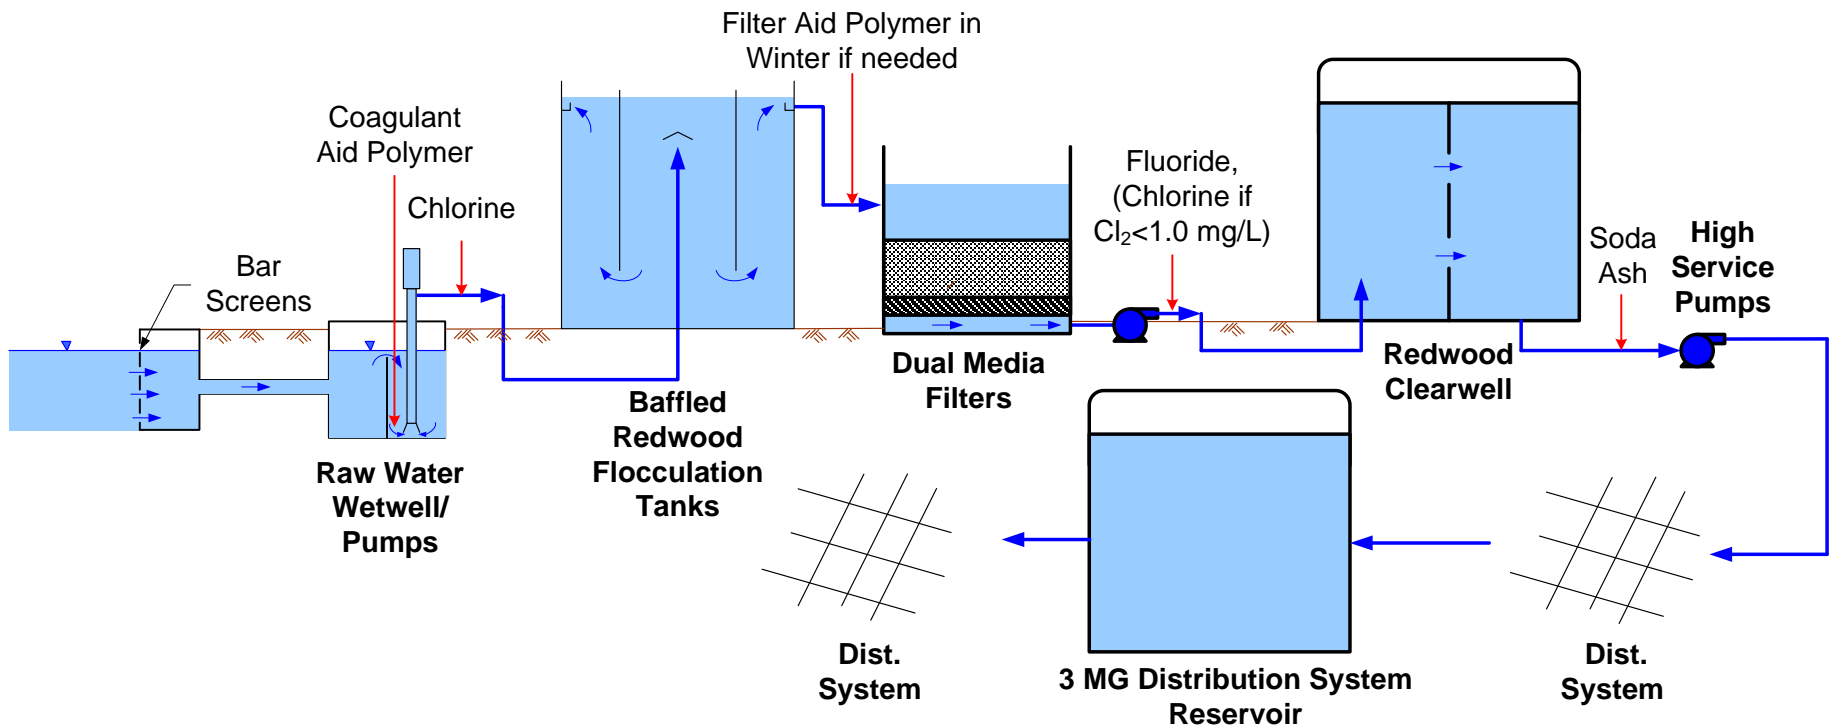 Filter Aid Polymer in
Winter if needed
Coagulant
Aid Polymer
Chlorine
Bar
Screens
Fluoride,
(Chlorine if
Cl₂<1.0 mg/L)
Soda
Ash
High
Service
Pumps
Raw Water
Wetwell/
Pumps
Baffled
Redwood
Flocculation
Tanks
Dual Media
Filters
Redwood
Clearwell
Dist.
System
3 MG Distribution System
Reservoir
Dist.
System